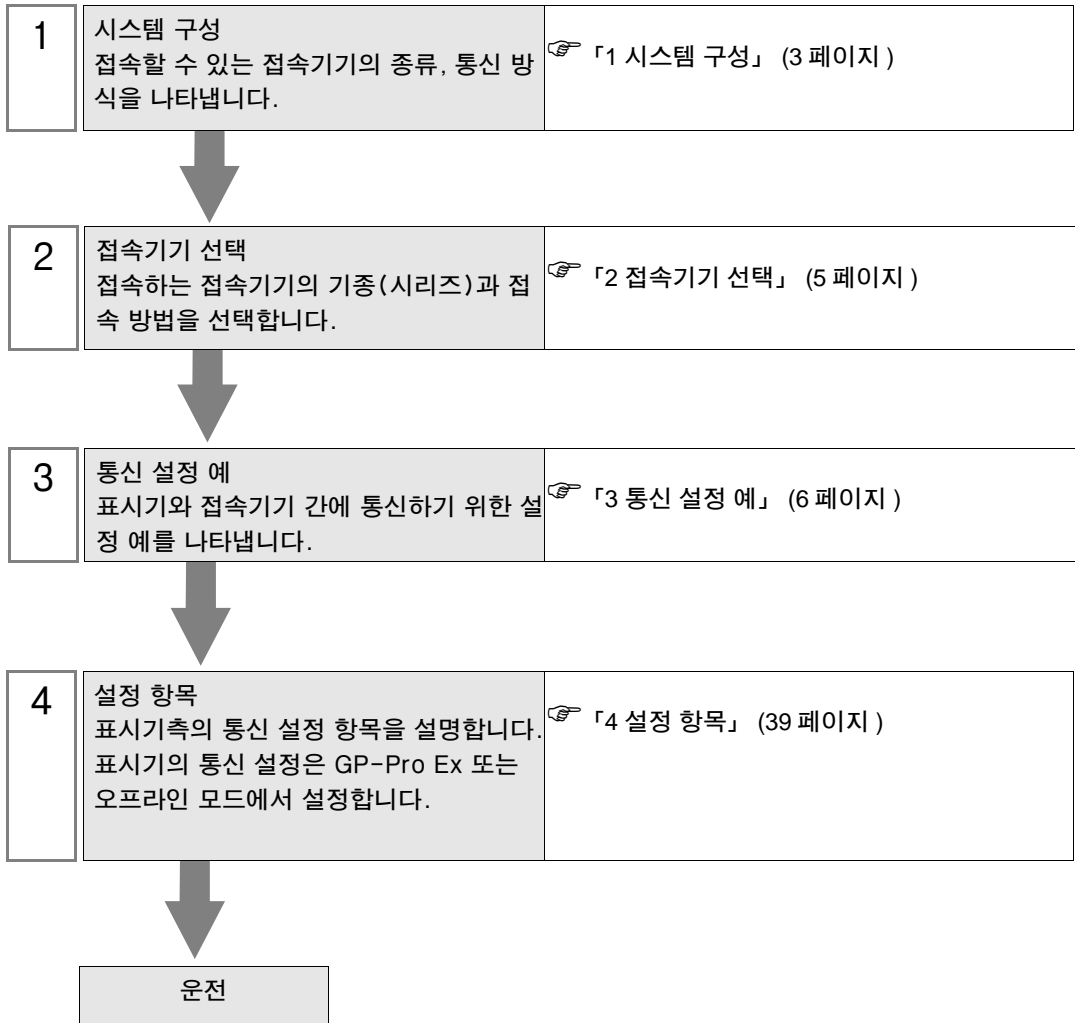 1
시스템 구성
접속할 수 있는 접속기기의 종류, 통신 방
식을 나타냅니다.
☞ 「1 시스템 구성」 (3 페이지 )
2
접속기기 선택
접속하는 접속기기의 기종(시리즈)과 접
속 방법을 선택합니다.
☞ 「2 접속기기 선택」 (5 페이지 )
3
통신 설정 예
표시기와 접속기기 간에 통신하기 위한 설
정 예를 나타냅니다.
☞ 「3 통신 설정 예」 (6 페이지 )
4
설정 항목
표시기측의 통신 설정 항목을 설명합니다.
표시기의 통신 설정은 GP-Pro Ex 또는
오프라인 모드에서 설정합니다.
☞ 「4 설정 항목」 (39 페이지 )
운전